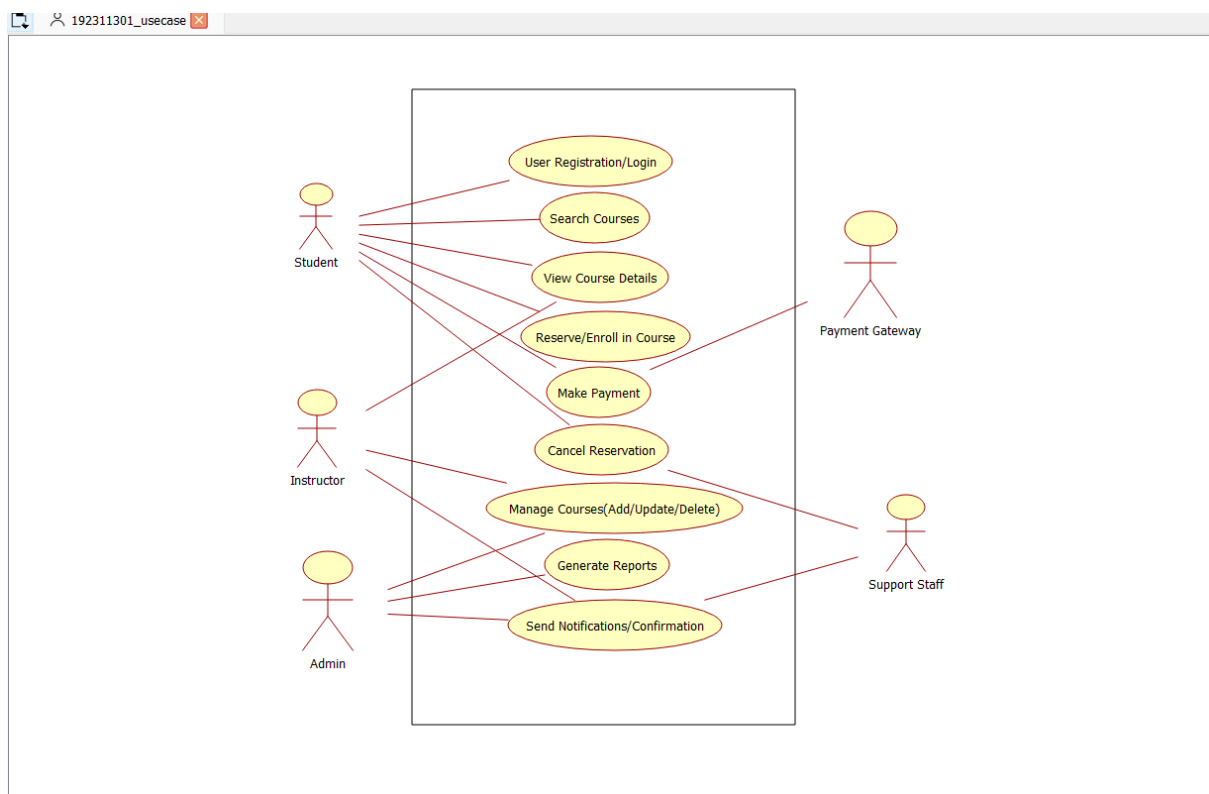 192311301_usecase
User Registration/Login
Search Courses
Student
View Course Details
Payment Gateway
Reserve/Enroll in Course
Make Payment
Cancel Reservation
Instructor
Manage Courses(Add/Update/Delete)
Generate Reports
Support Staff
Send Notifications/Confirmation
Admin